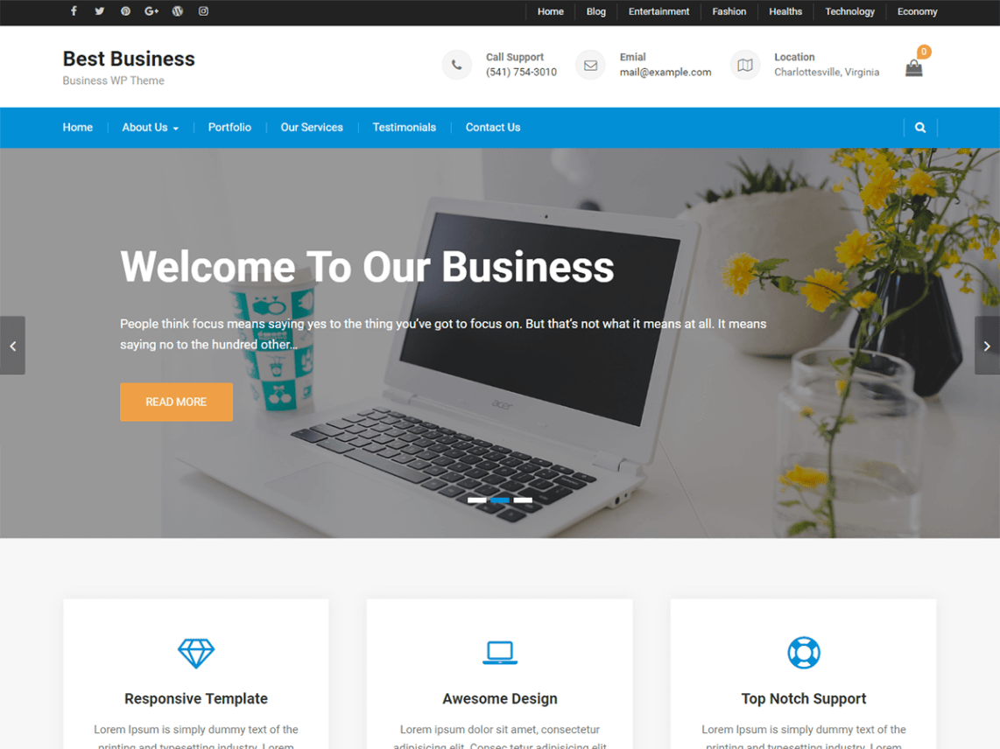 Home Blog Entertainment Fashion Healths Technology Economy
Best Business
Business WP Theme
Call Support
(541) 754-3010
Emial
mail@example.com
Location
Charlottesville, Virginia
0
Home About Us Portfolio Our Services Testimonials Contact Us
Welcome To Our Business
People think focus means saying yes to the thing you've got to focus on. But that's not what it means at all. It means
saying no to the hundred other...
READ MORE
acer
Responsive Template
Lorem Ipsum is simply dummy text of the
printing and typesetting industry. Lorem
Awesome Design
Lorem ipsum dolor sit amet, consectetur
adipisicing elit. Consec tetur adipisicing elit
Top Notch Support
Lorem Ipsum is simply dummy text of the
printing and typesetting industry. Lorem